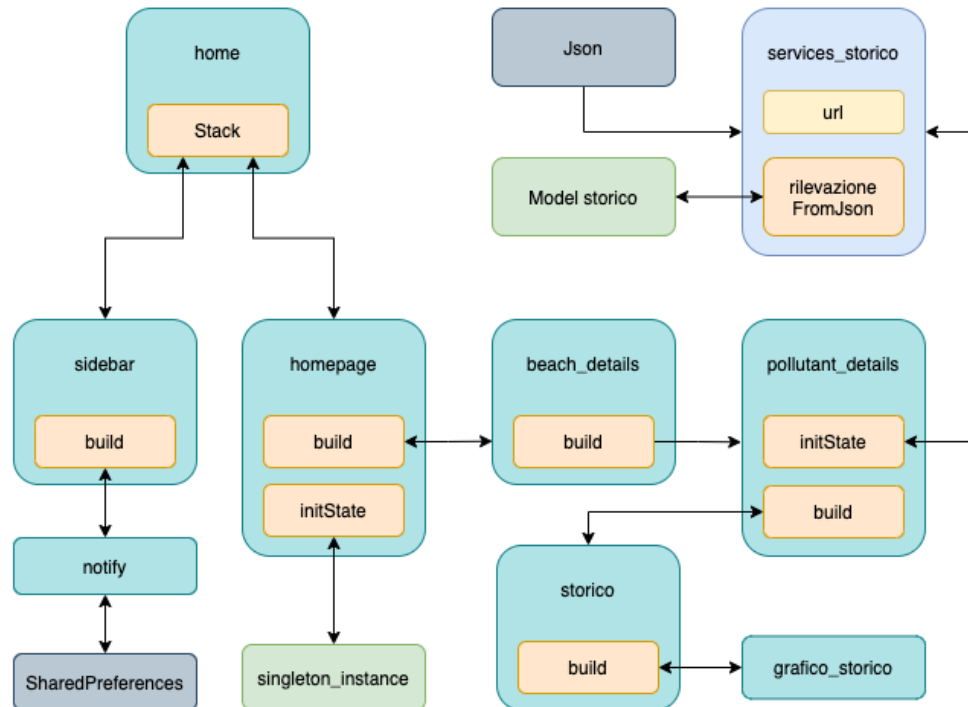 home
Stack
Json
services_storico
url
Model storico
rilevazione
FromJson
sidebar
build
homepage
build
initState
beach_details
build
pollutant_details
initState
build
notify
storico
build
SharedPreferences
singleton_instance
grafico_storico